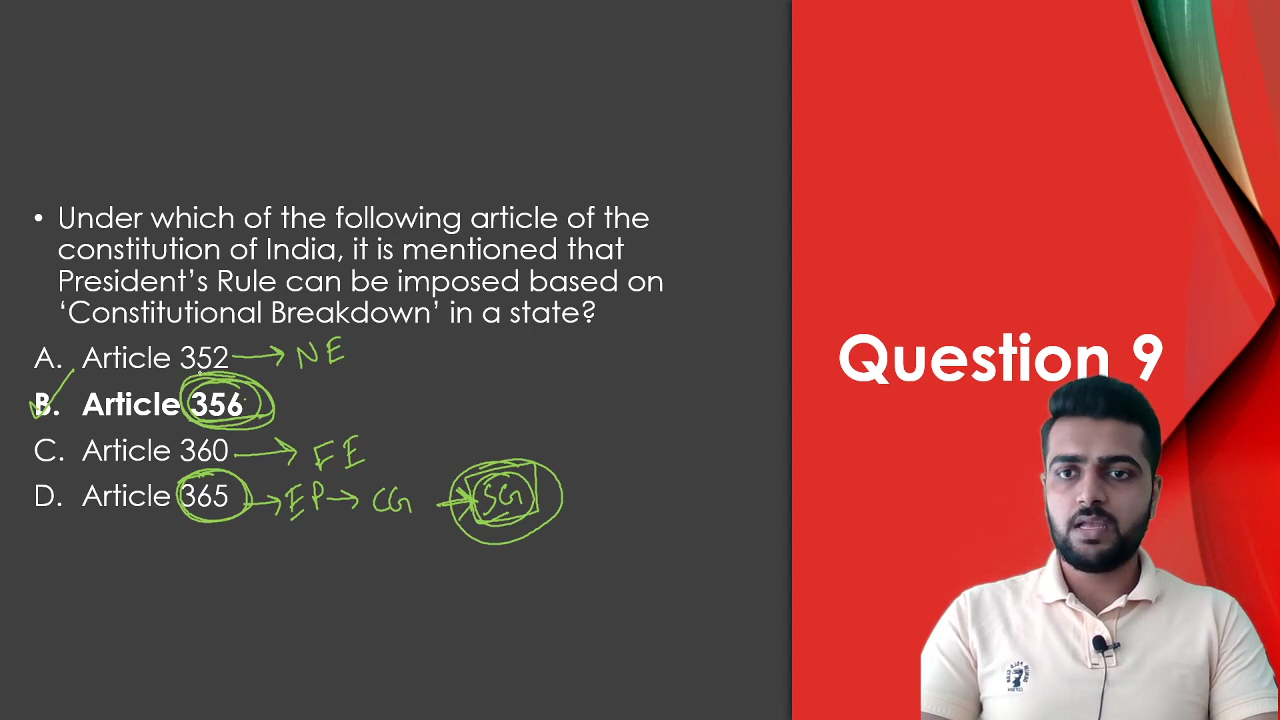 • Under which of the following article of the
constitution of India, it is mentioned that
President's Rule can be imposed based on
'Constitutional Breakdown' in a state?
A. Article 352 → NE
B. Article 356
C. Article 360 → FE
D. Article 365 → EP → CG → SG
Question 9